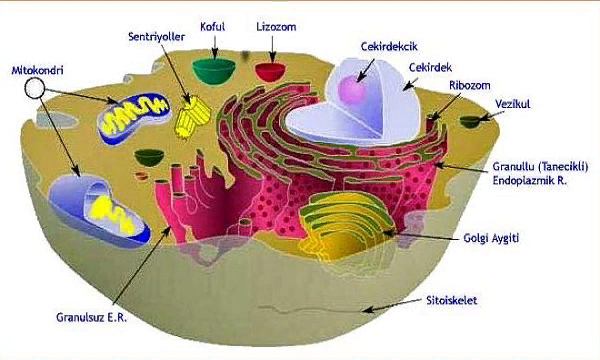 Koful
Lizozom
Sentriyoller
Cekirdekcik
Cekirdek
Mitokondri
Ribozom
Vezikul
Granullu (Tanecikli)
Endoplazmik R.
Golgi Aygiti
Sitoiskelet
Granulsuz E.R.